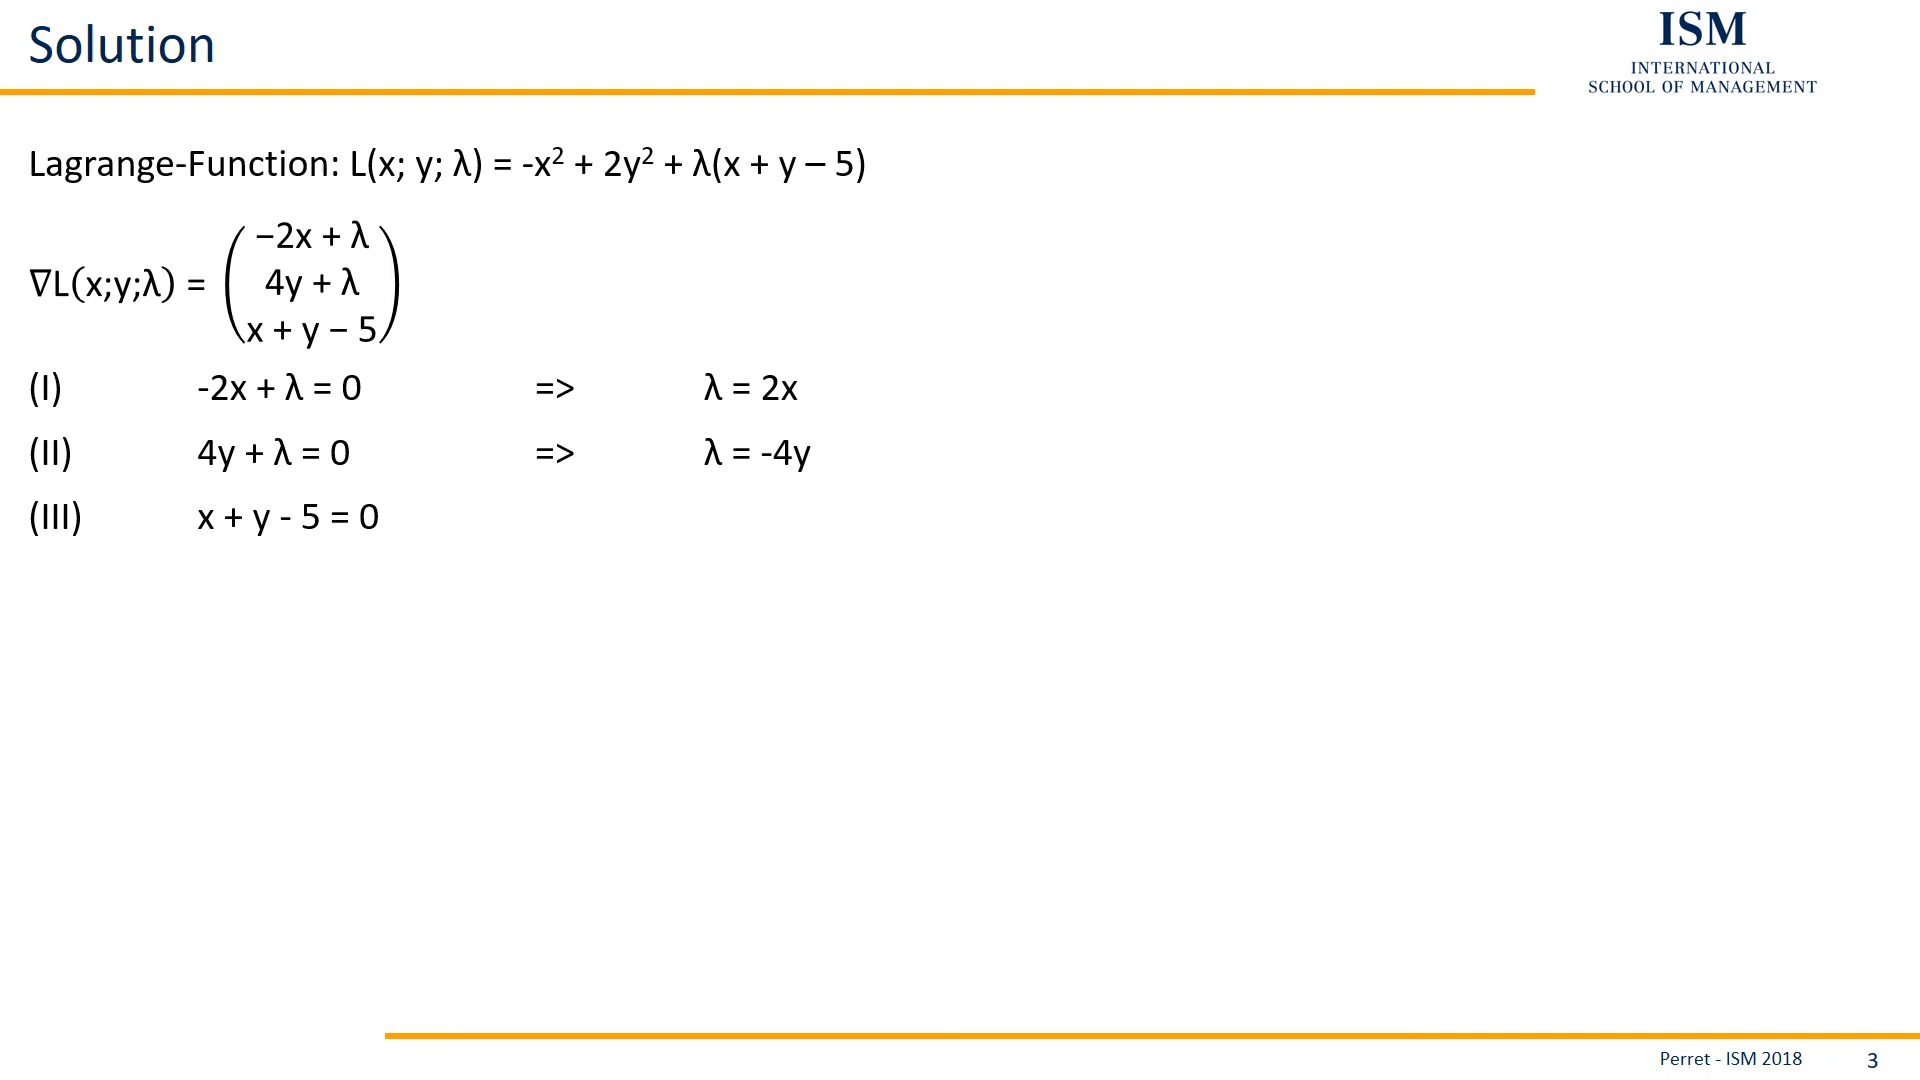 Solution
ISM
INTERNATIONAL
SCHOOL OF MANAGEMENT
Lagrange-Function: L(x; y; λ) = -x² + 2y² + λ(x + y – 5)
−2x + λ
∇L(x;y;λ) = 4y + λ
x + y − 5
(I) -2x + λ = 0 => λ = 2x
(II) 4y + λ = 0 => λ = -4y
(III) x + y - 5 = 0
Perret - ISM 2018 3